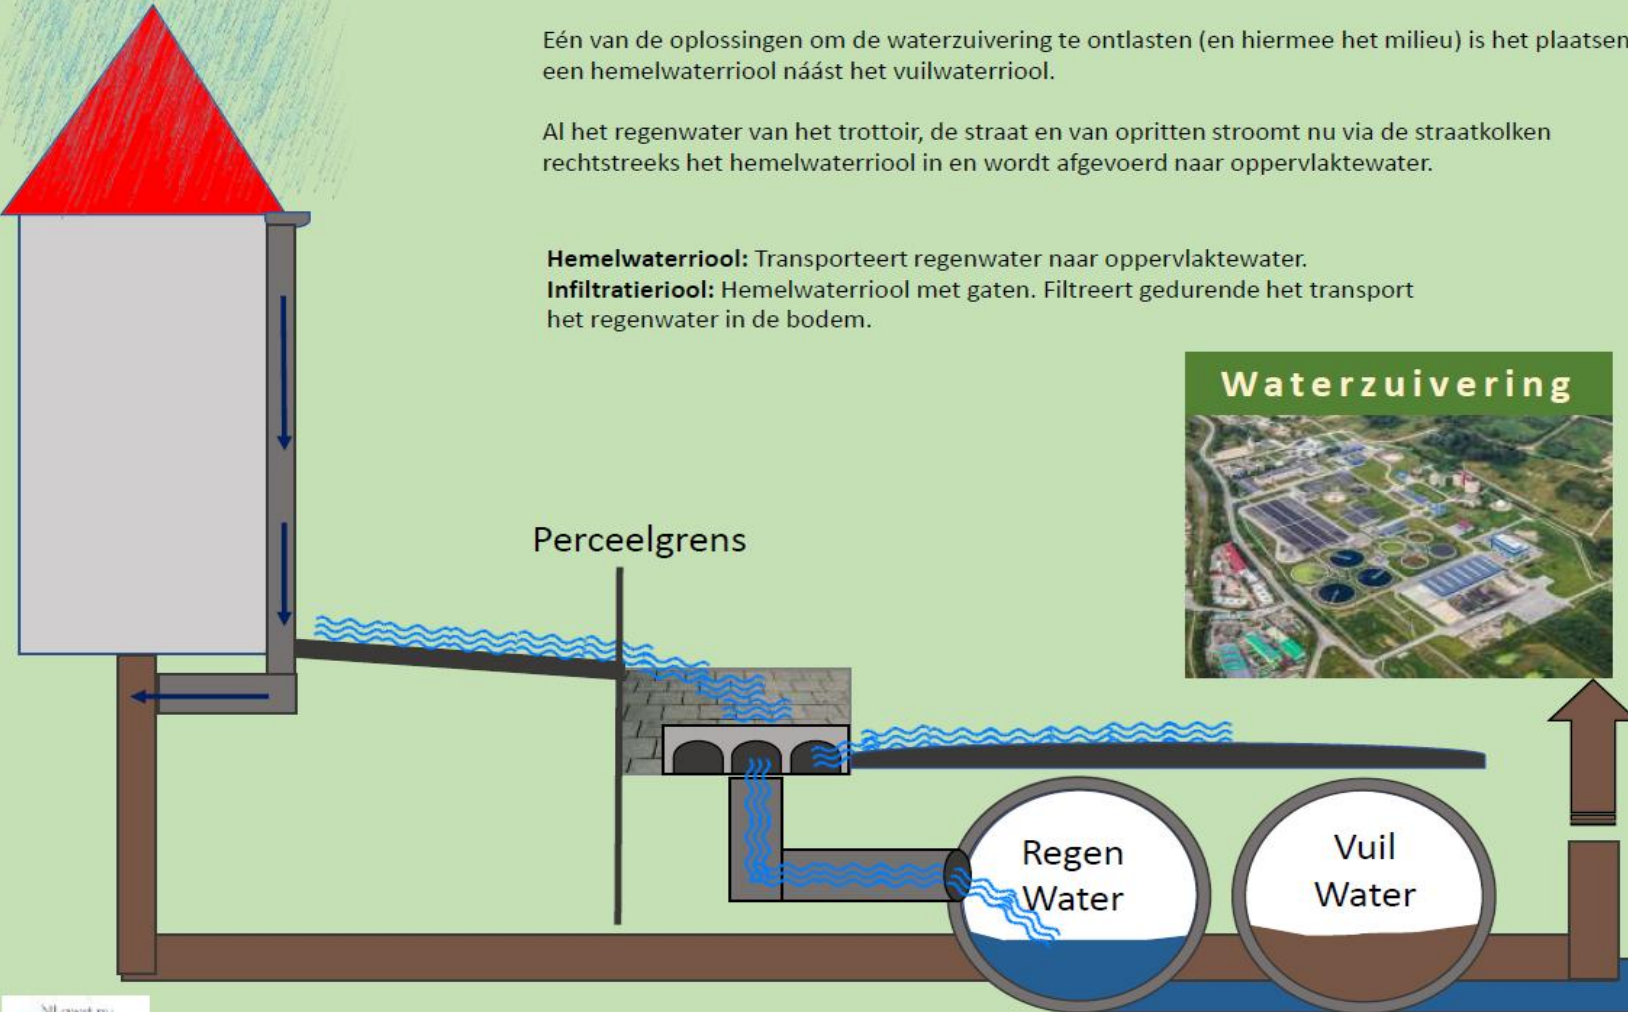 Eén van de oplossingen om de waterzuivering te ontlasten (en hiermee het milieu) is het plaatsen
een hemelwaterriool náást het vuilwaterriool.
Al het regenwater van het trottoir, de straat en van opritten stroomt nu via de straatkolken
rechtstreeks het hemelwaterriool in en wordt afgevoerd naar oppervlaktewater.
Hemelwaterriool: Transporteert regenwater naar oppervlaktewater.
Infiltratieriool: Hemelwaterriool met gaten. Filtreert gedurende het transport
het regenwater in de bodem.
Waterzuivering
Perceelgrens
Regen
Water
Vuil
Water